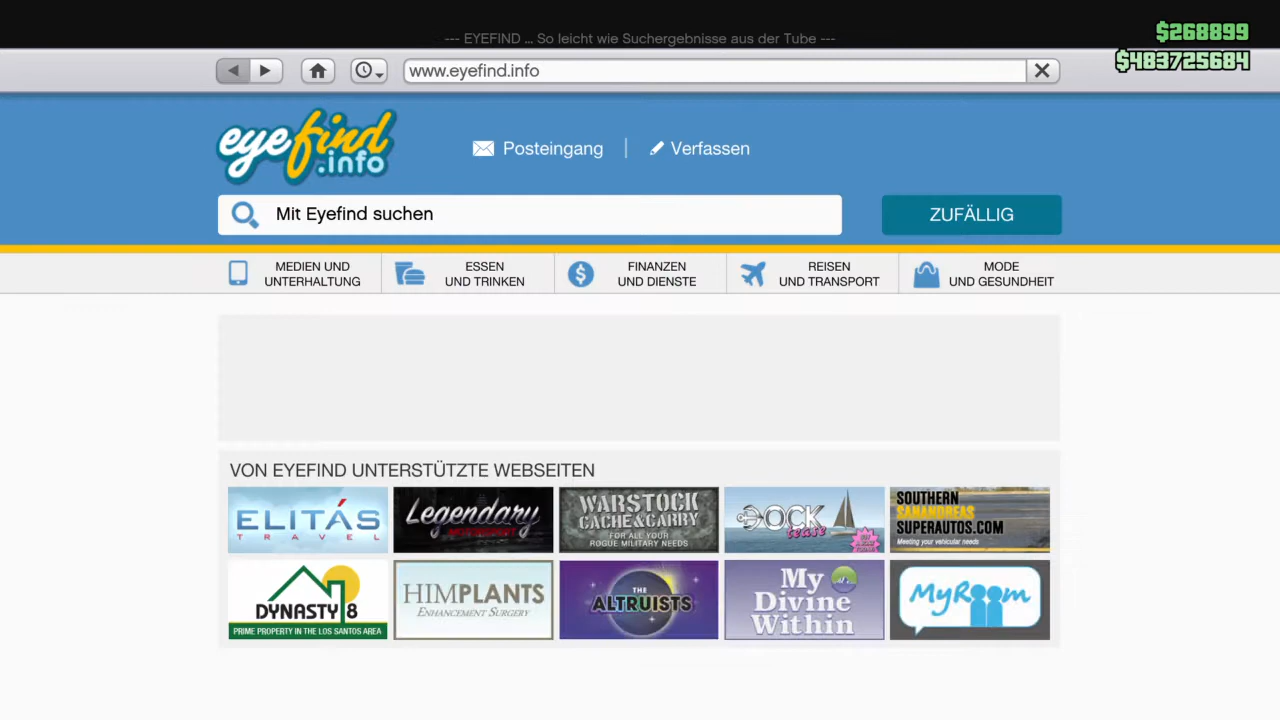 --- EYEFIND ... So leicht wie Suchergebnisse aus der Tube ---
$268899
$483725684
www.eyefind.info
eyefind
.info
Posteingang
Verfassen
Mit Eyefind suchen
ZUFÄLLIG
MEDIEN UND
UNTERHALTUNG
ESSEN
UND TRINKEN
FINANZEN
UND DIENSTE
REISEN
UND TRANSPORT
MODE
UND GESUNDHEIT
VON EYEFIND UNTERSTÜTZTE WEBSEITEN
ELITÁS
TRAVEL
Legendary
MOTORSPORT
WARSTOCK
CACHE&CARRY
FOR ALL YOUR
ROGUE MILITARY NEEDS
DOCK
tease
SOUTHERN
SANANDREAS
SUPERAUTOS.COM
Meeting your vehicular needs
DYNASTY 8
PRIME PROPERTY IN THE LOS SANTOS AREA
HIMPLANTS
ENHANCEMENT SURGERY
THE
ALTRUISTS
My
Divine
Within
MyRoom